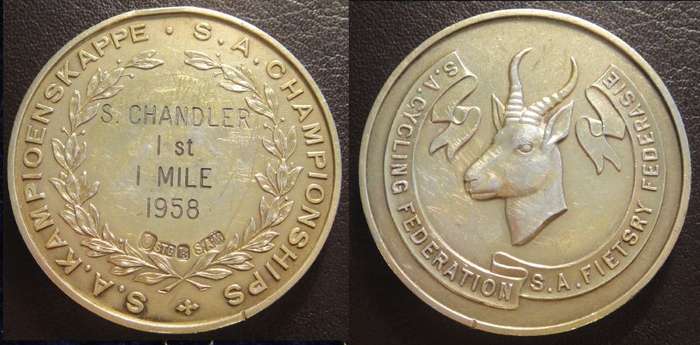 S.A. KAMPIOENSKAPPE · S.A. CHAMPIONSHIPS
S. CHANDLER
1 st
1 MILE
1958
S.A. CYCLING FEDERATION
S.A. FIETSRY FEDERASIE